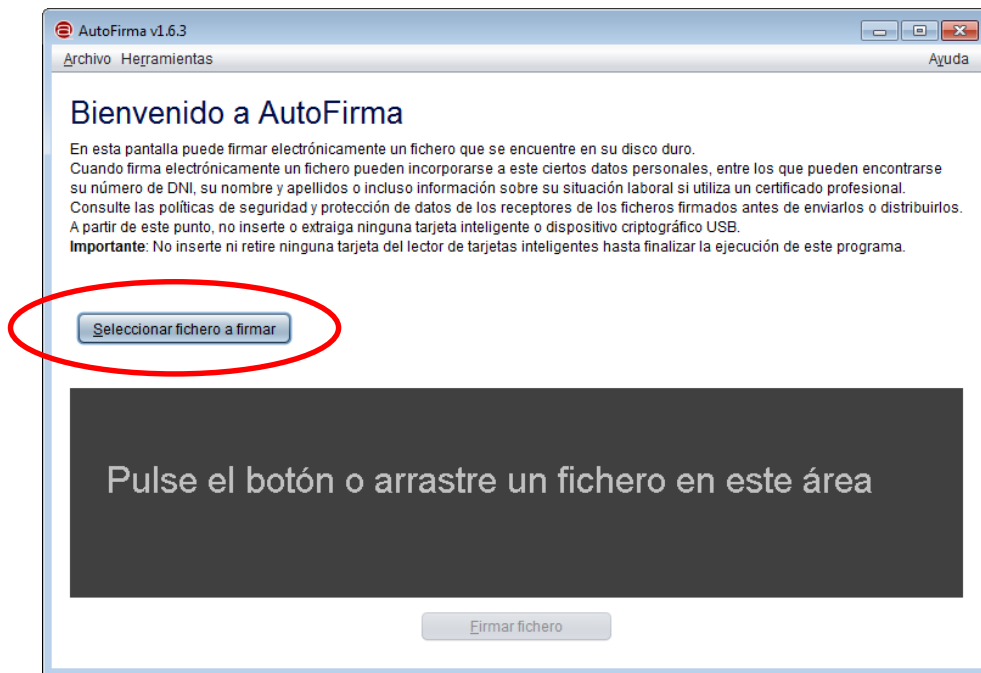 AutoFirma v1.6.3
Archivo Herramientas Ayuda
Bienvenido a AutoFirma
En esta pantalla puede firmar electrónicamente un fichero que se encuentre en su disco duro.
Cuando firma electrónicamente un fichero pueden incorporarse a este ciertos datos personales, entre los que pueden encontrarse
su número de DNI, su nombre y apellidos o incluso información sobre su situación laboral si utiliza un certificado profesional.
Consulte las políticas de seguridad y protección de datos de los receptores de los ficheros firmados antes de enviarlos o distribuirlos.
A partir de este punto, no inserte o extraiga ninguna tarjeta inteligente o dispositivo criptográfico USB.
Importante: No inserte ni retire ninguna tarjeta del lector de tarjetas inteligentes hasta finalizar la ejecución de este programa.
Seleccionar fichero a firmar
Pulse el botón o arrastre un fichero en este área
Firmar fichero